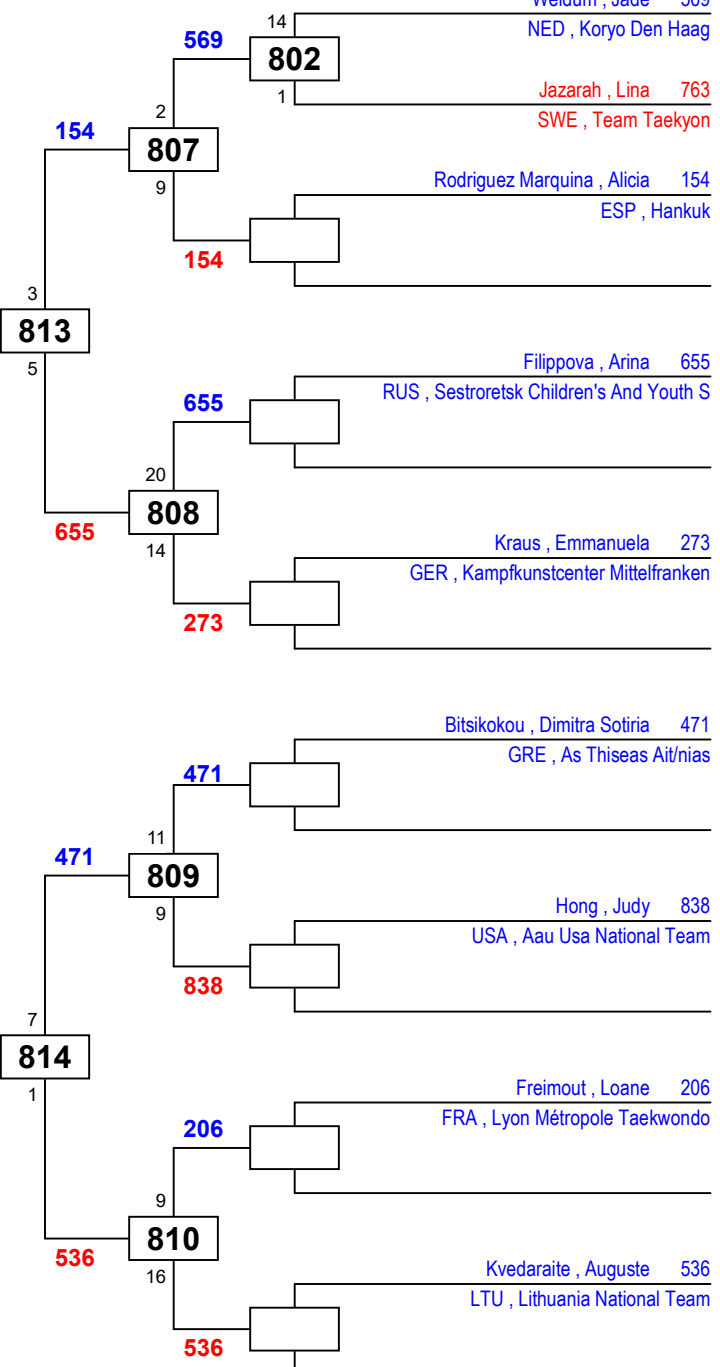 , Jade 569
14
569
NED , Koryo Den Haag
802
Jazarah , Lina 763
1
2
SWE , Team Taekyon
154
807
Rodriguez Marquina , Alicia 154
9
ESP , Hankuk
154
3
813
Filippova , Arina 655
5
RUS , Sestroretsk Children's And Youth S
655
20
808
655
Kraus , Emmanuela 273
14
GER , Kampfkunstcenter Mittelfranken
273
Bitsikokou , Dimitra Sotiria 471
GRE , As Thiseas Ait/nias
471
11
471
809
Hong , Judy 838
9
USA , Aau Usa National Team
838
7
814
Freimout , Loane 206
1
FRA , Lyon Métropole Taekwondo
206
9
810
536
Kvedaraite , Auguste 536
16
LTU , Lithuania National Team
536